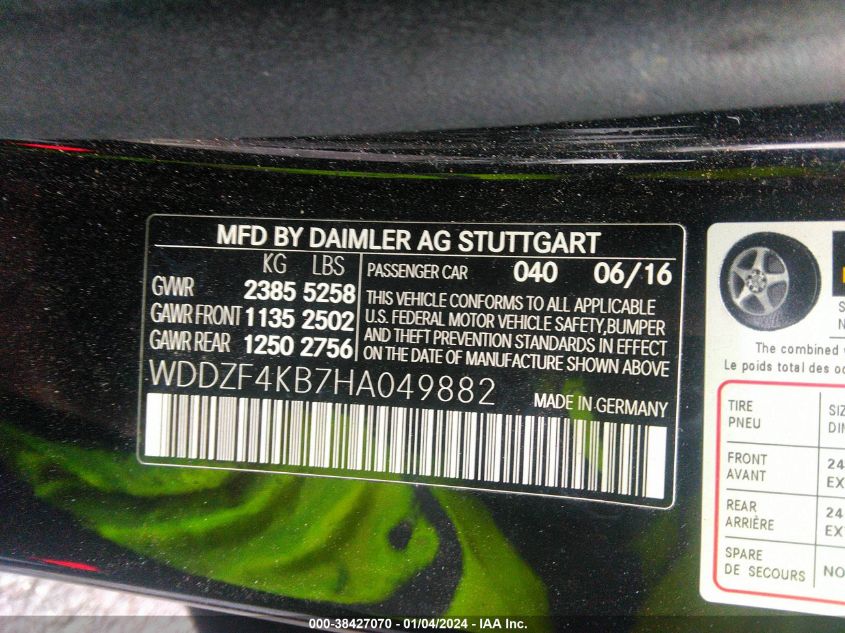 MFD BY DAIMLER AG STUTTGART
KG LBS
GVWR 2385 5258
GAWR FRONT 1135 2502
GAWR REAR 1250 2756
PASSENGER CAR 040 06/16
THIS VEHICLE CONFORMS TO ALL APPLICABLE
U.S. FEDERAL MOTOR VEHICLE SAFETY,BUMPER
AND THEFT PREVENTION STANDARDS IN EFFECT
ON THE DATE OF MANUFACTURE SHOWN ABOVE
WDDZF4KB7HA049882
MADE IN GERMANY
The combined
Le poids total des
TIRE
PNEU
FRONT
AVANT
24
REAR
ARRIÈRE
24
SPARE
DE SECOURS
000-38427070 - 01/04/2024 - IAA Inc.